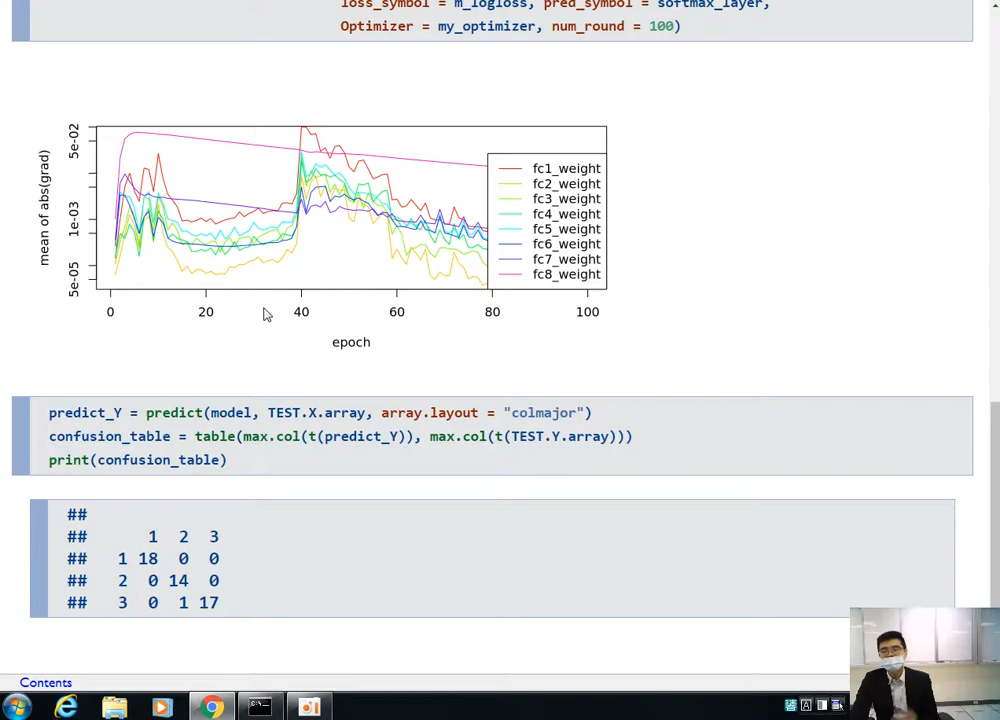 loss_symbol = m_logloss, pred_symbol = softmax_layer,
Optimizer = my_optimizer, num_round = 100)
mean of abs(grad)
5e-02
1e-03
5e-05
fc1_weight
fc2_weight
fc3_weight
fc4_weight
fc5_weight
fc6_weight
fc7_weight
fc8_weight
0 20 40 60 80 100
epoch
predict_Y = predict(model, TEST.X.array, array.layout = "colmajor")
confusion_table = table(max.col(t(predict_Y)), max.col(t(TEST.Y.array)))
print(confusion_table)
##
## 1 2 3
## 1 18 0 0
## 2 0 14 0
## 3 0 1 17
Contents